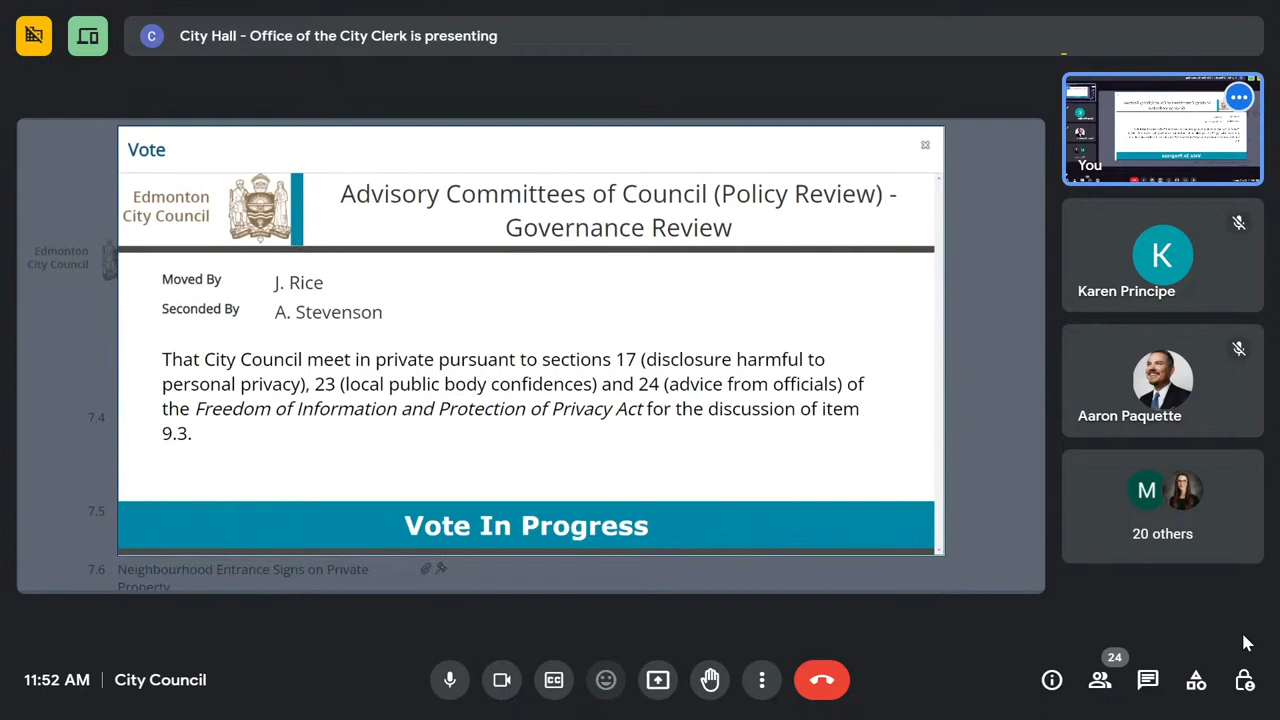 C City Hall - Office of the City Clerk is presenting
Vote
Edmonton
City Council
Advisory Committees of Council (Policy Review) -
Governance Review
Moved By J. Rice
Seconded By A. Stevenson
That City Council meet in private pursuant to sections 17 (disclosure harmful to
personal privacy), 23 (local public body confidences) and 24 (advice from officials) of
the Freedom of Information and Protection of Privacy Act for the discussion of item
9.3.
Vote In Progress
Edmonton
City Council
7.4
7.5
7.6 Neighbourhood Entrance Signs on Private
Property
You
K
Karen Principe
Aaron Paquette
M
20 others
11:52 AM City Council
CC
24